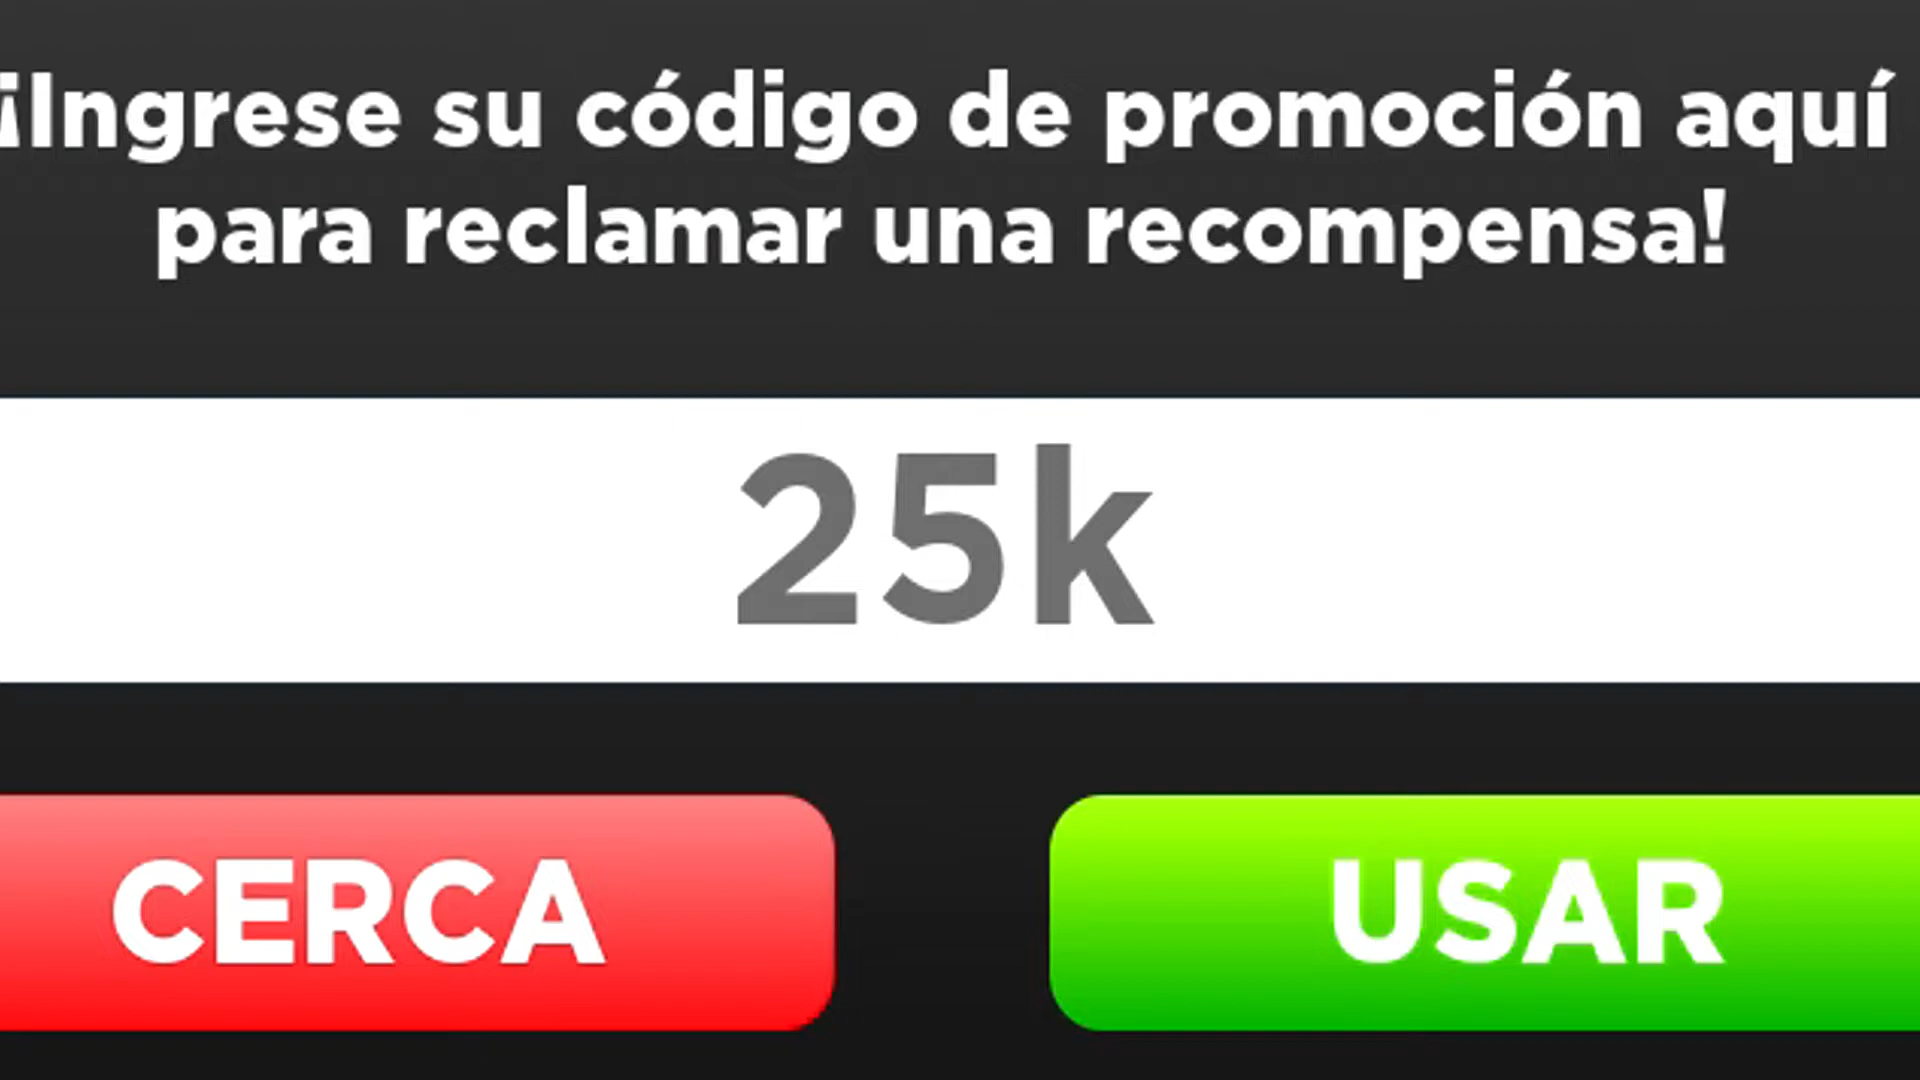 ¡Ingrese su código de promoción aquí
para reclamar una recompensa!
25k
CERCA
USAR